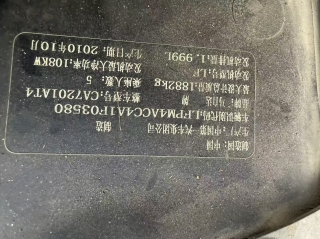 制造国:中国
生产厂:中国第一汽车集团公司
制造
车辆识别代码:LFPM4ACC4A1F03580
品牌:马自达牌
轿车型号:CA7201AT4
最大设计总质量:1882kg
乘座人数:5
发动机型号:LF
发动机最大净功率:108KW
发动机排量:1.999L
生产日期:2010年10月